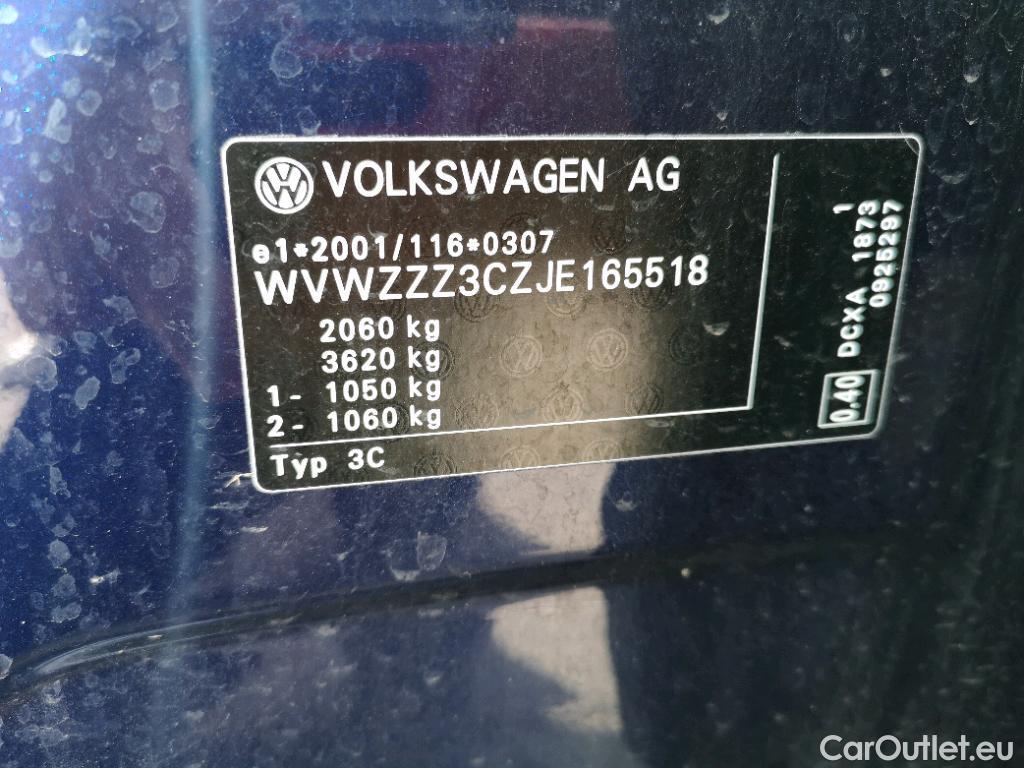 VOLKSWAGEN AG
e1*2001/116*0307
WVWZZZ3CZJE165518
2060 kg
3620 kg
1- 1050 kg
2- 1060 kg
Typ 3C
1
DCXA 1873
0925297
0.40
CarOutlet.eu